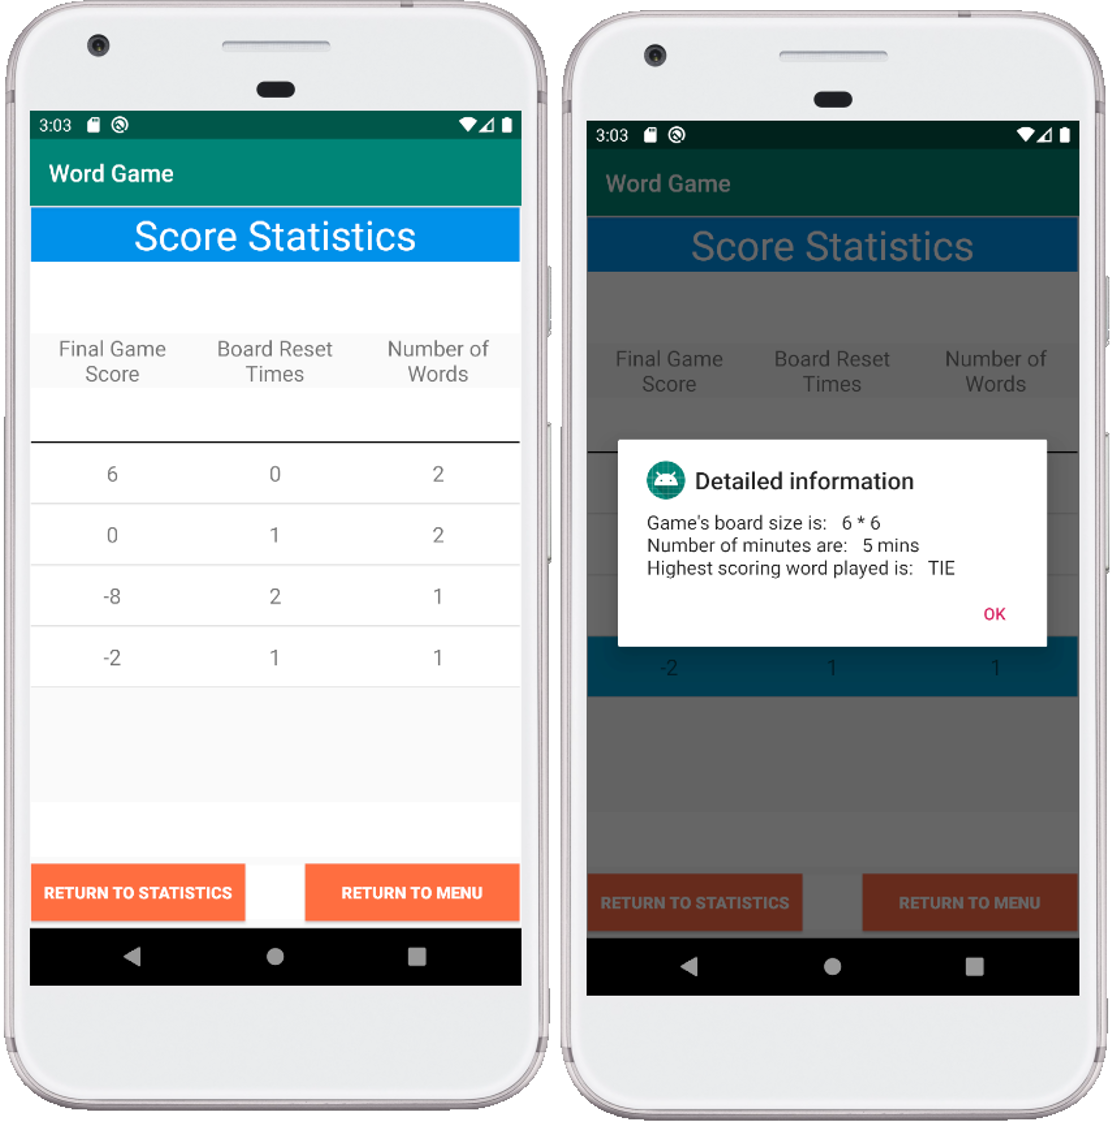 3:03
Word Game
Score Statistics
Final Game Board Reset Number of
Score Times Words
6 0 2
0 1 2
-8 2 1
-2 1 1
RETURN TO STATISTICS RETURN TO MENU
3:03
Word Game
Score Statistics
Final Game Board Reset Number of
Score Times Words
Detailed information
Game's board size is: 6 * 6
Number of minutes are: 5 mins
Highest scoring word played is: TIE
OK
-2 1 1
RETURN TO STATISTICS RETURN TO MENU